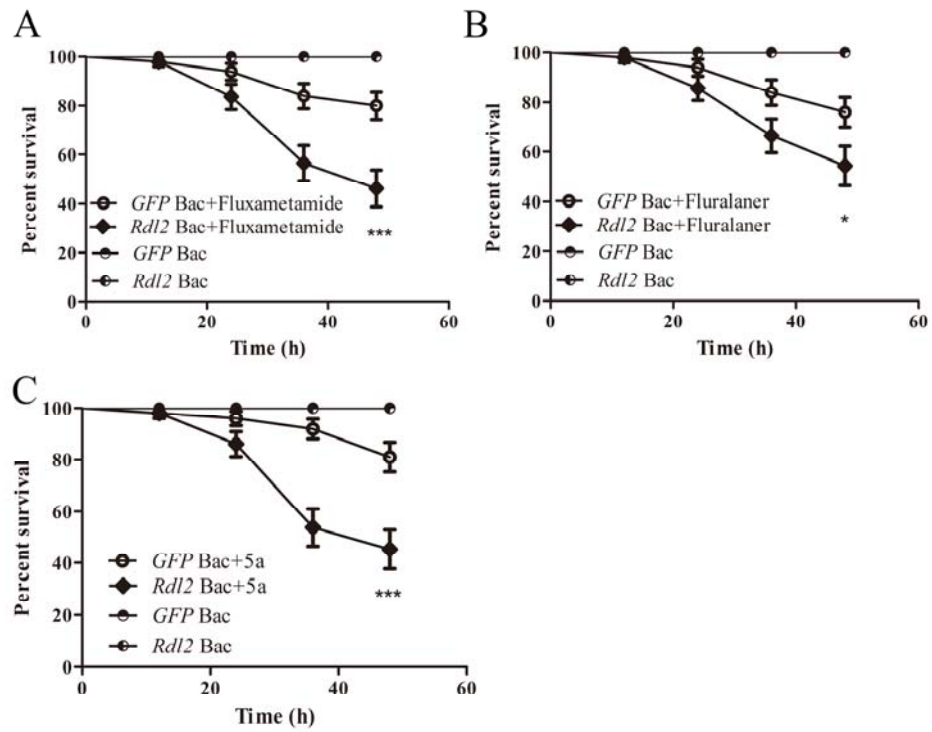 A
Percent survival
100
80
60
40
20
0
GFP Bac+Fluxametamide
Rdl2 Bac+Fluxametamide
GFP Bac
Rdl2 Bac
***
0 20 40 60
Time (h)
B
Percent survival
100
80
60
40
20
0
GFP Bac+Fluralaner
Rdl2 Bac+Fluralaner
GFP Bac
Rdl2 Bac
*
0 20 40 60
Time (h)
C
Percent survival
100
80
60
40
20
0
GFP Bac+5a
Rdl2 Bac+5a
GFP Bac
Rdl2 Bac
***
0 20 40 60
Time (h)